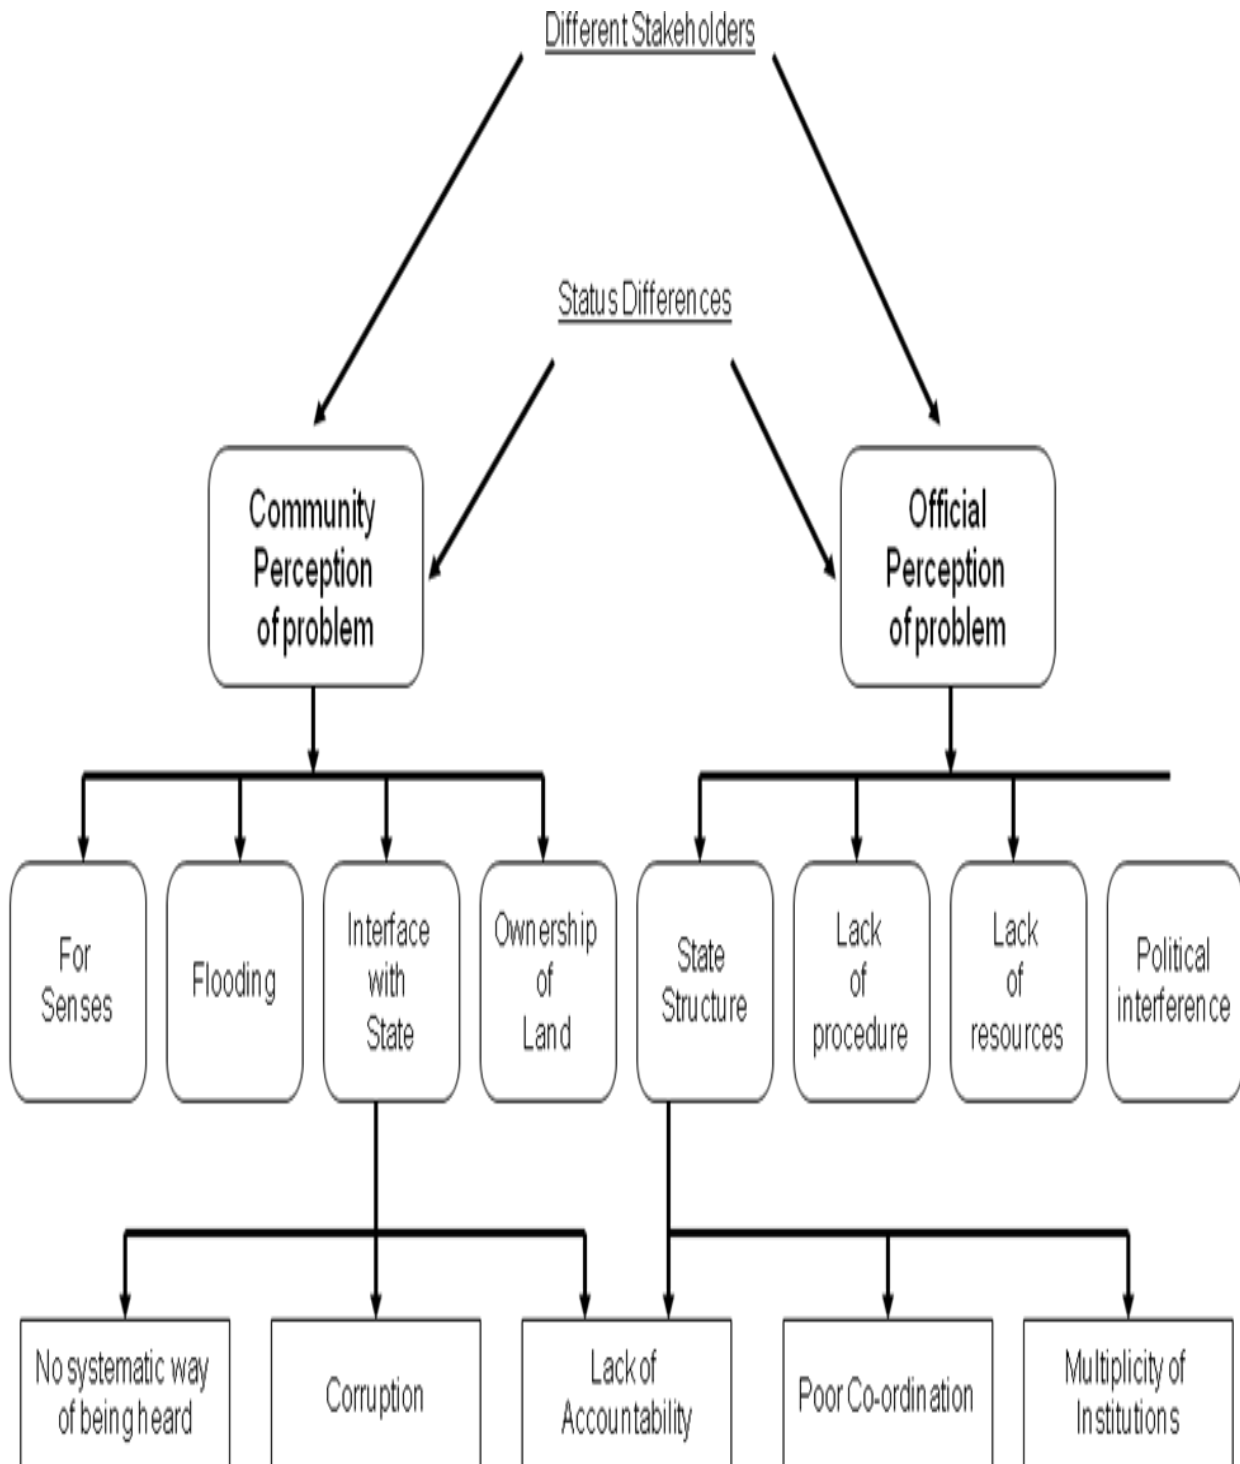 Different Stakeholders
Status Differences
Community
Perception
of problem
Official
Perception
of problem
For
Senses
Flooding
Interface
with
State
Ownership
of
Land
State
Structure
Lack
of
procedure
Lack
of
resources
Political
interference
No systematic way
of being heard
Corruption
Lack of
Accountability
Poor Co-ordination
Multiplicity of
Institutions